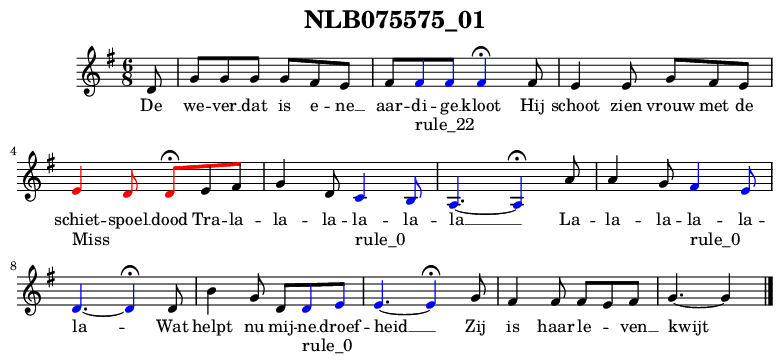 NLB075575_01
De we -- ver dat is e -- ne aar -- di -- ge kloot Hij schoot zien vrouw met de
rule_22
4
schiet -- spoel dood Tra -- la -- la -- la -- la -- la -- la La -- la -- la -- la -- la --
Miss rule_0 rule_0
8
la -- Wat helpt nu mij -- ne droef -- heid Zij is haar le -- ven kwijt
rule_0